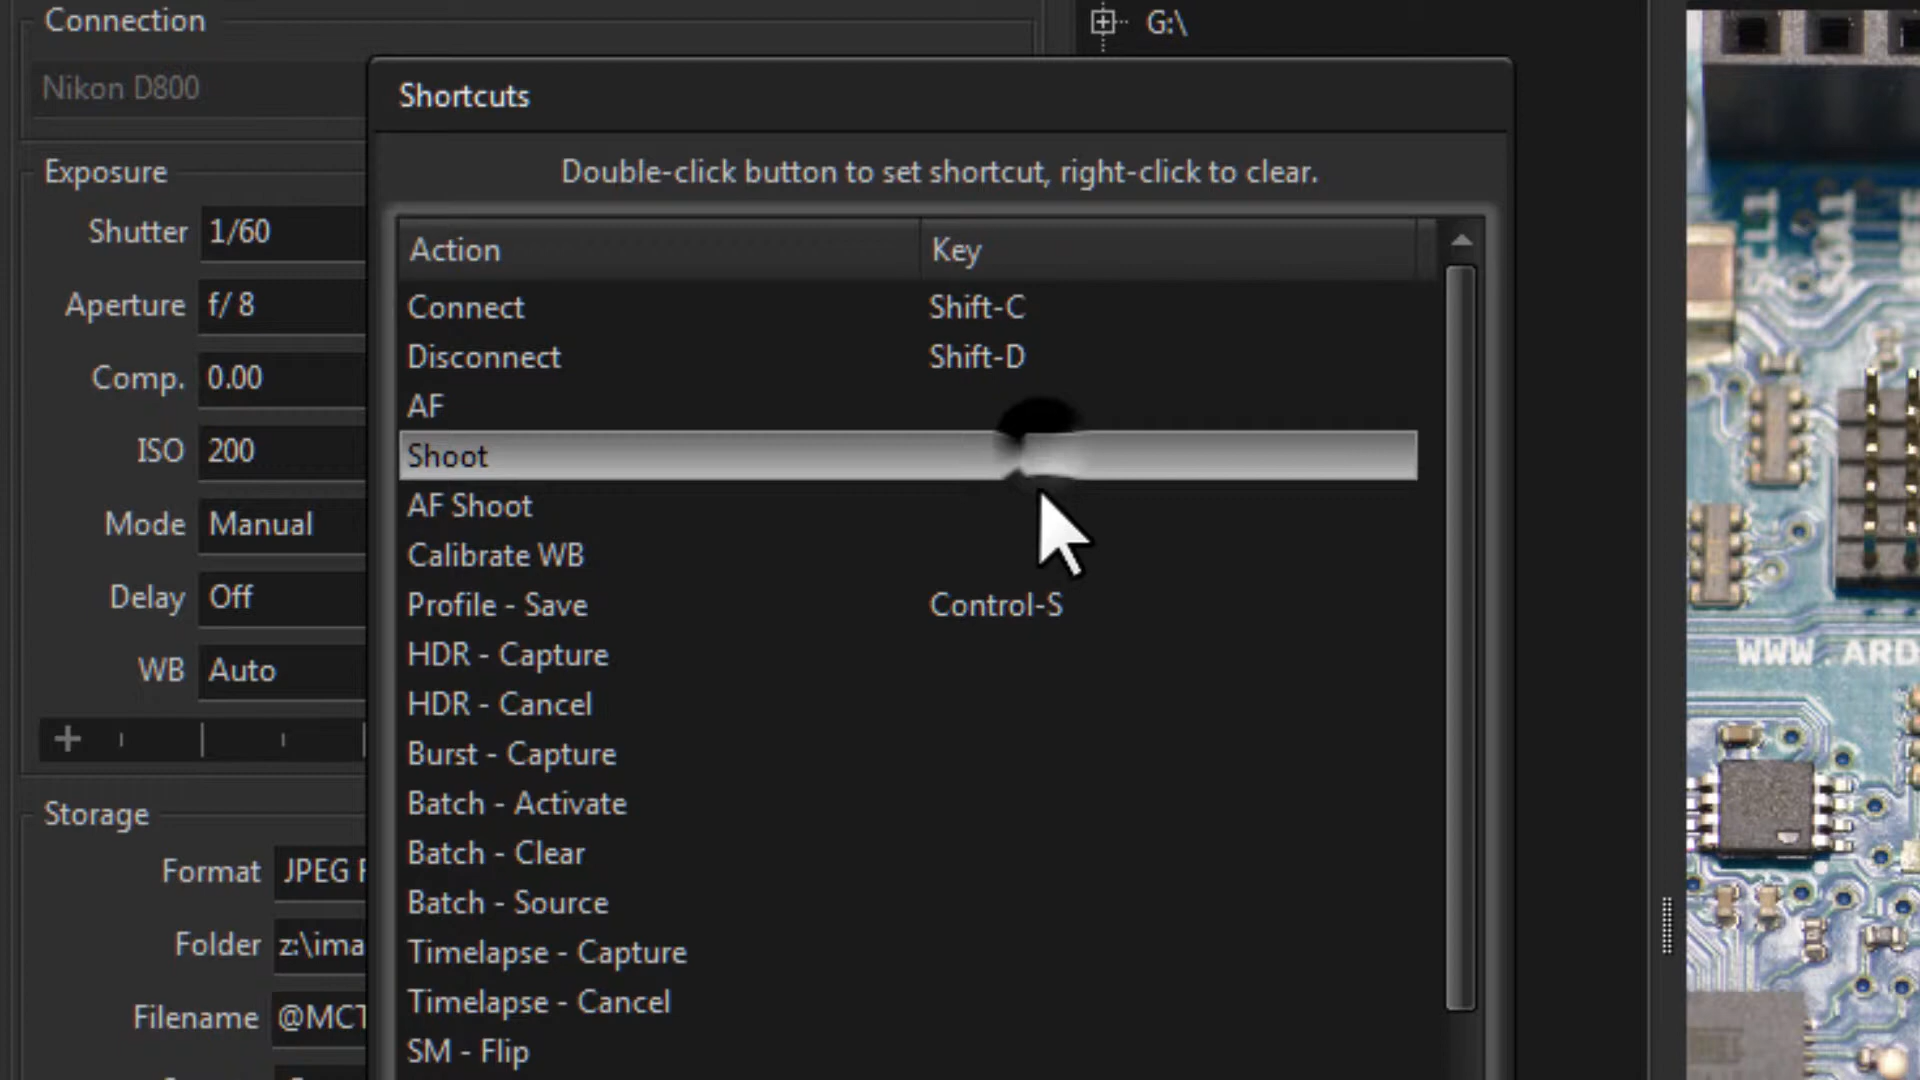 Connection
G:\
Nikon D800
Shortcuts
Exposure
Double-click button to set shortcut, right-click to clear.
Shutter 1/60
Action Key
Aperture f/ 8
Connect Shift-C
Disconnect Shift-D
Comp. 0.00
AF
ISO 200
Shoot
AF Shoot
Mode Manual
Calibrate WB
Delay Off
Profile - Save Control-S
HDR - Capture
WB Auto
HDR - Cancel
Burst - Capture
Batch - Activate
Storage
Batch - Clear
Format JPEG
Batch - Source
Folder z:\ima
Timelapse - Capture
Timelapse - Cancel
Filename @MCT
SM - Flip
WWW.ARD